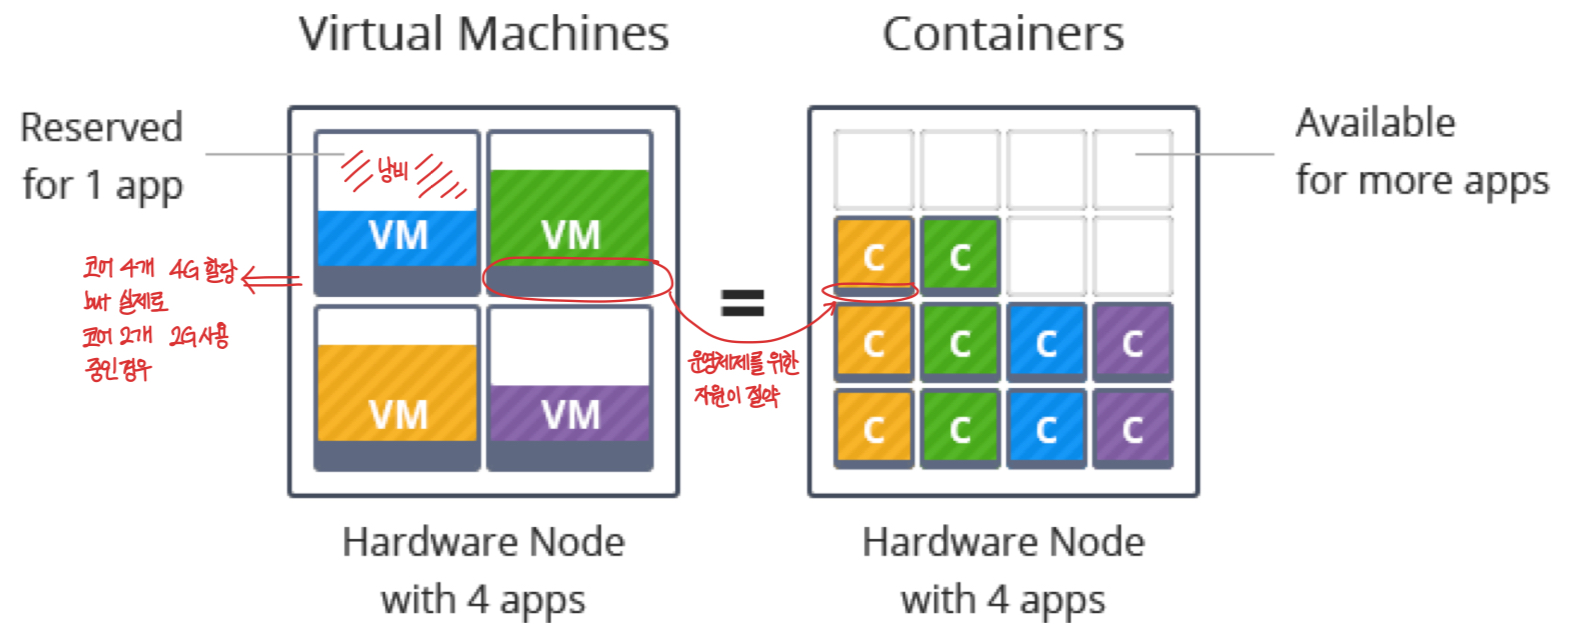 Virtual Machines
Containers
Reserved
for 1 app
낭비
VM
VM
코어 4개 4G 할당
but 실제로
코어 2개 2G사용
중인경우
VM
VM
=
운영체제를 위한
자원이 절약
C
C
C
C
C
C
C
C
C
C
Available
for more apps
Hardware Node
with 4 apps
Hardware Node
with 4 apps